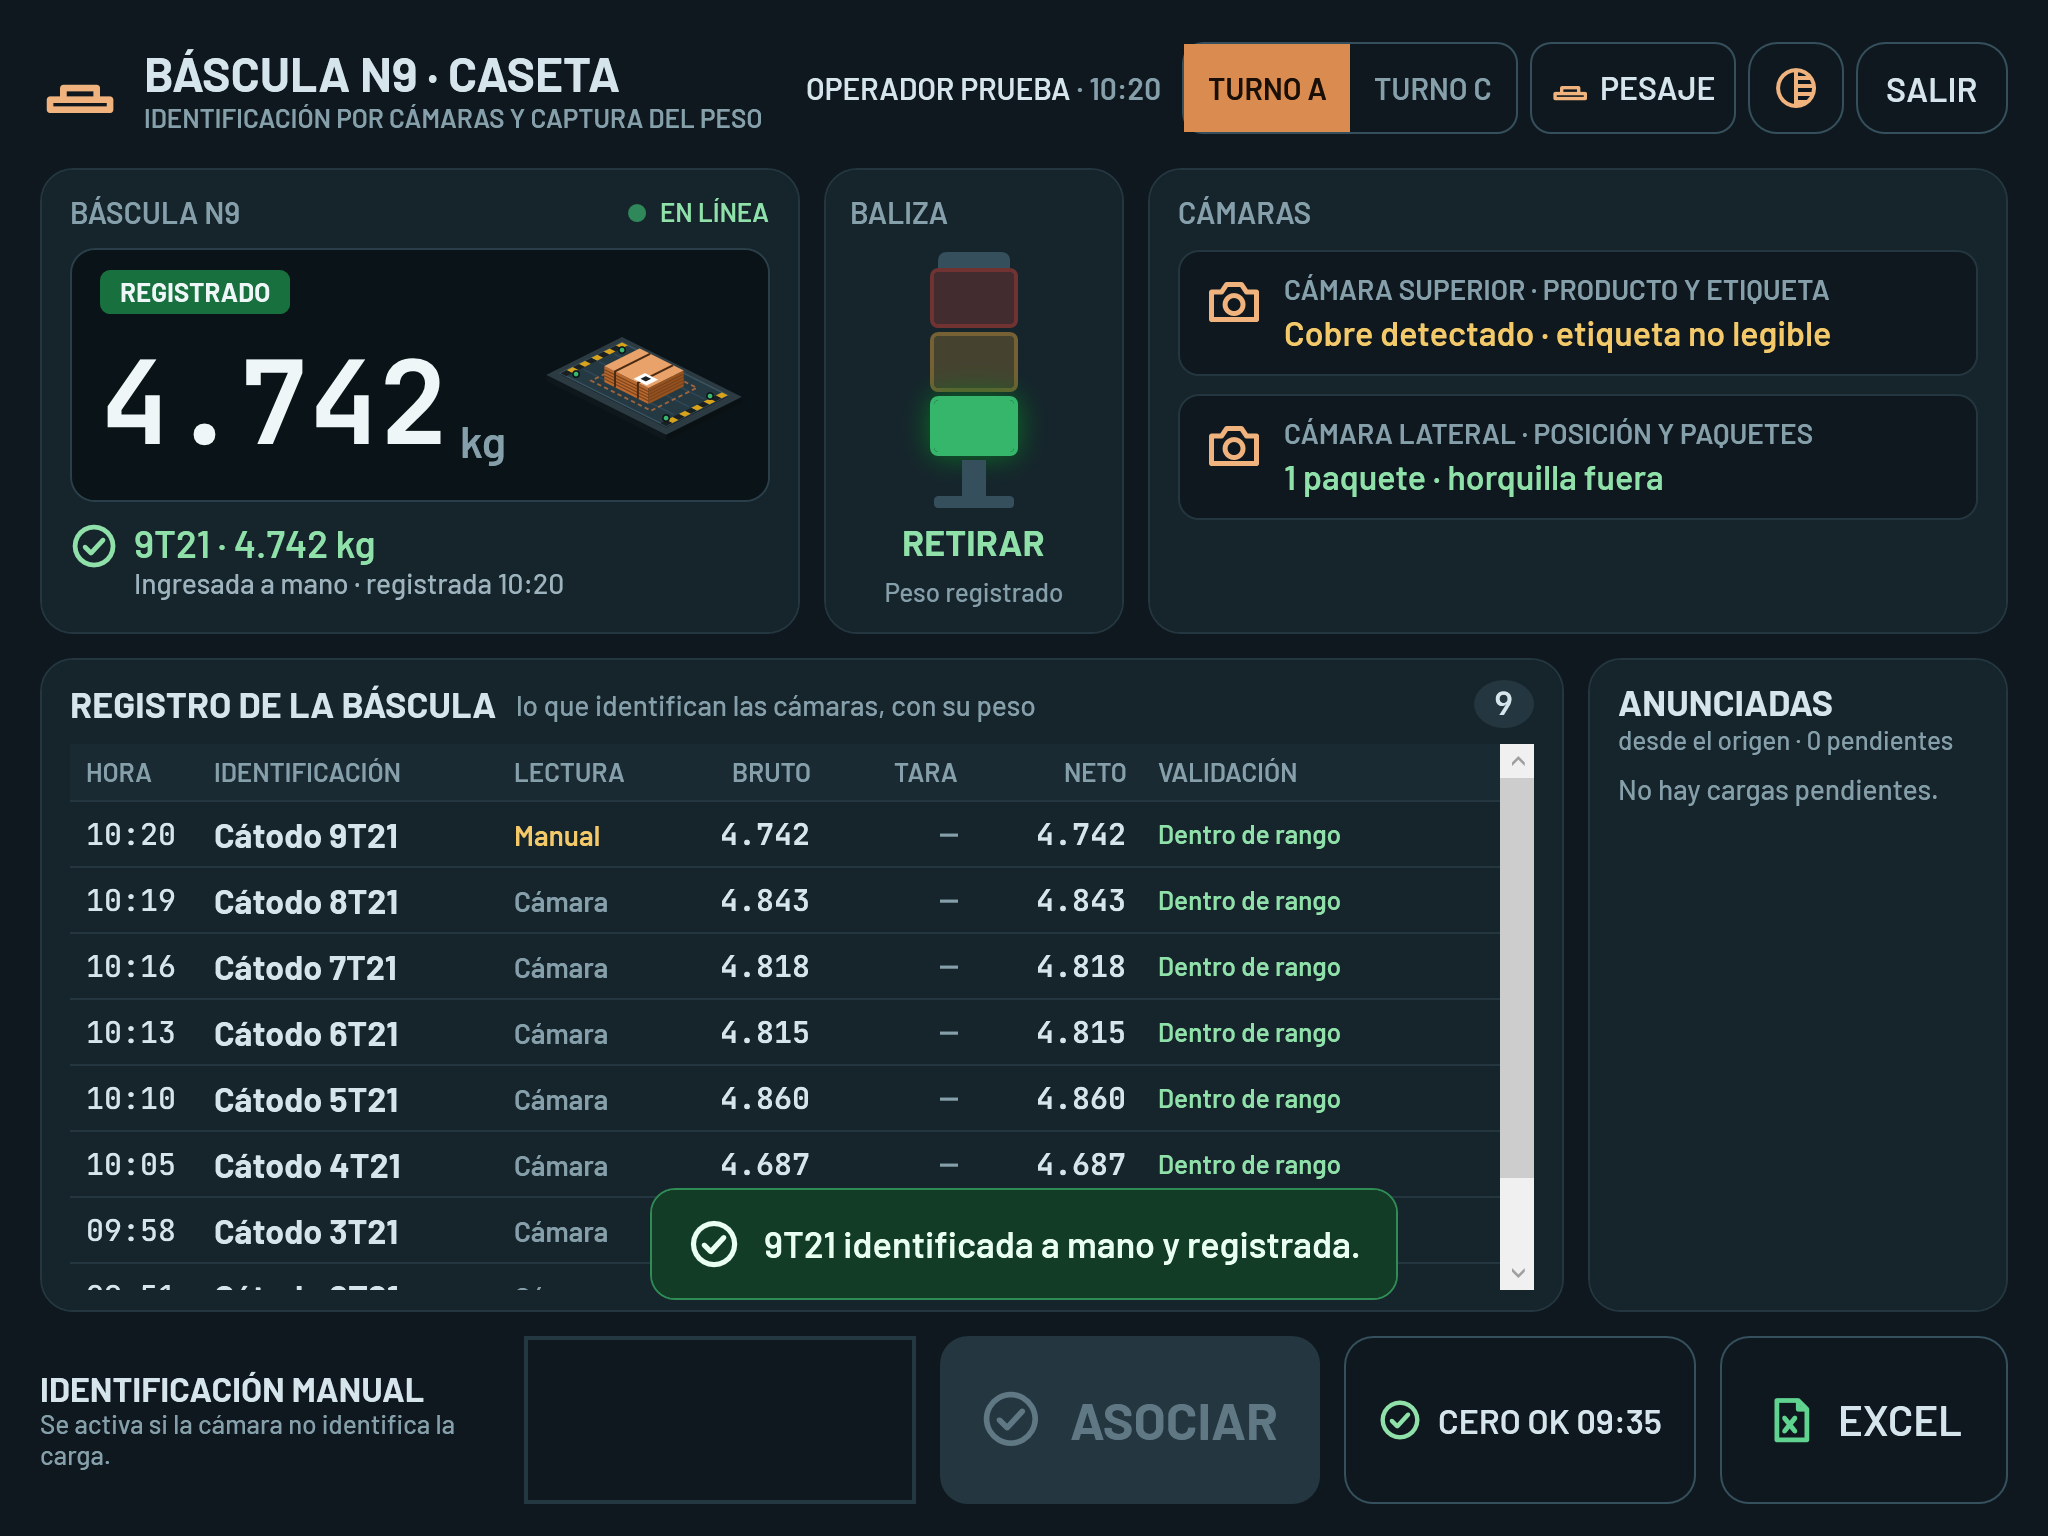 BÁSCULA N9 · CASETA
IDENTIFICACIÓN POR CÁMARAS Y CAPTURA DEL PESO
OPERADOR PRUEBA · 10:20
TURNO A
TURNO C
PESAJE
SALIR
BÁSCULA N9
EN LÍNEA
REGISTRADO
4.742 kg
9T21 · 4.742 kg
Ingresada a mano · registrada 10:20
BALIZA
RETIRAR
Peso registrado
CÁMARAS
CÁMARA SUPERIOR · PRODUCTO Y ETIQUETA
Cobre detectado · etiqueta no legible
CÁMARA LATERAL · POSICIÓN Y PAQUETES
1 paquete · horquilla fuera
REGISTRO DE LA BÁSCULA lo que identifican las cámaras, con su peso 9
HORA IDENTIFICACIÓN LECTURA BRUTO TARA NETO VALIDACIÓN
10:20 Cátodo 9T21 Manual 4.742 — 4.742 Dentro de rango
10:19 Cátodo 8T21 Cámara 4.843 — 4.843 Dentro de rango
10:16 Cátodo 7T21 Cámara 4.818 — 4.818 Dentro de rango
10:13 Cátodo 6T21 Cámara 4.815 — 4.815 Dentro de rango
10:10 Cátodo 5T21 Cámara 4.860 — 4.860 Dentro de rango
10:05 Cátodo 4T21 Cámara 4.687 — 4.687 Dentro de rango
09:58 Cátodo 3T21 Cámara
9T21 identificada a mano y registrada.
ANUNCIADAS
desde el origen · 0 pendientes
No hay cargas pendientes.
IDENTIFICACIÓN MANUAL
Se activa si la cámara no identifica la
carga.
ASOCIAR
CERO OK 09:35
EXCEL